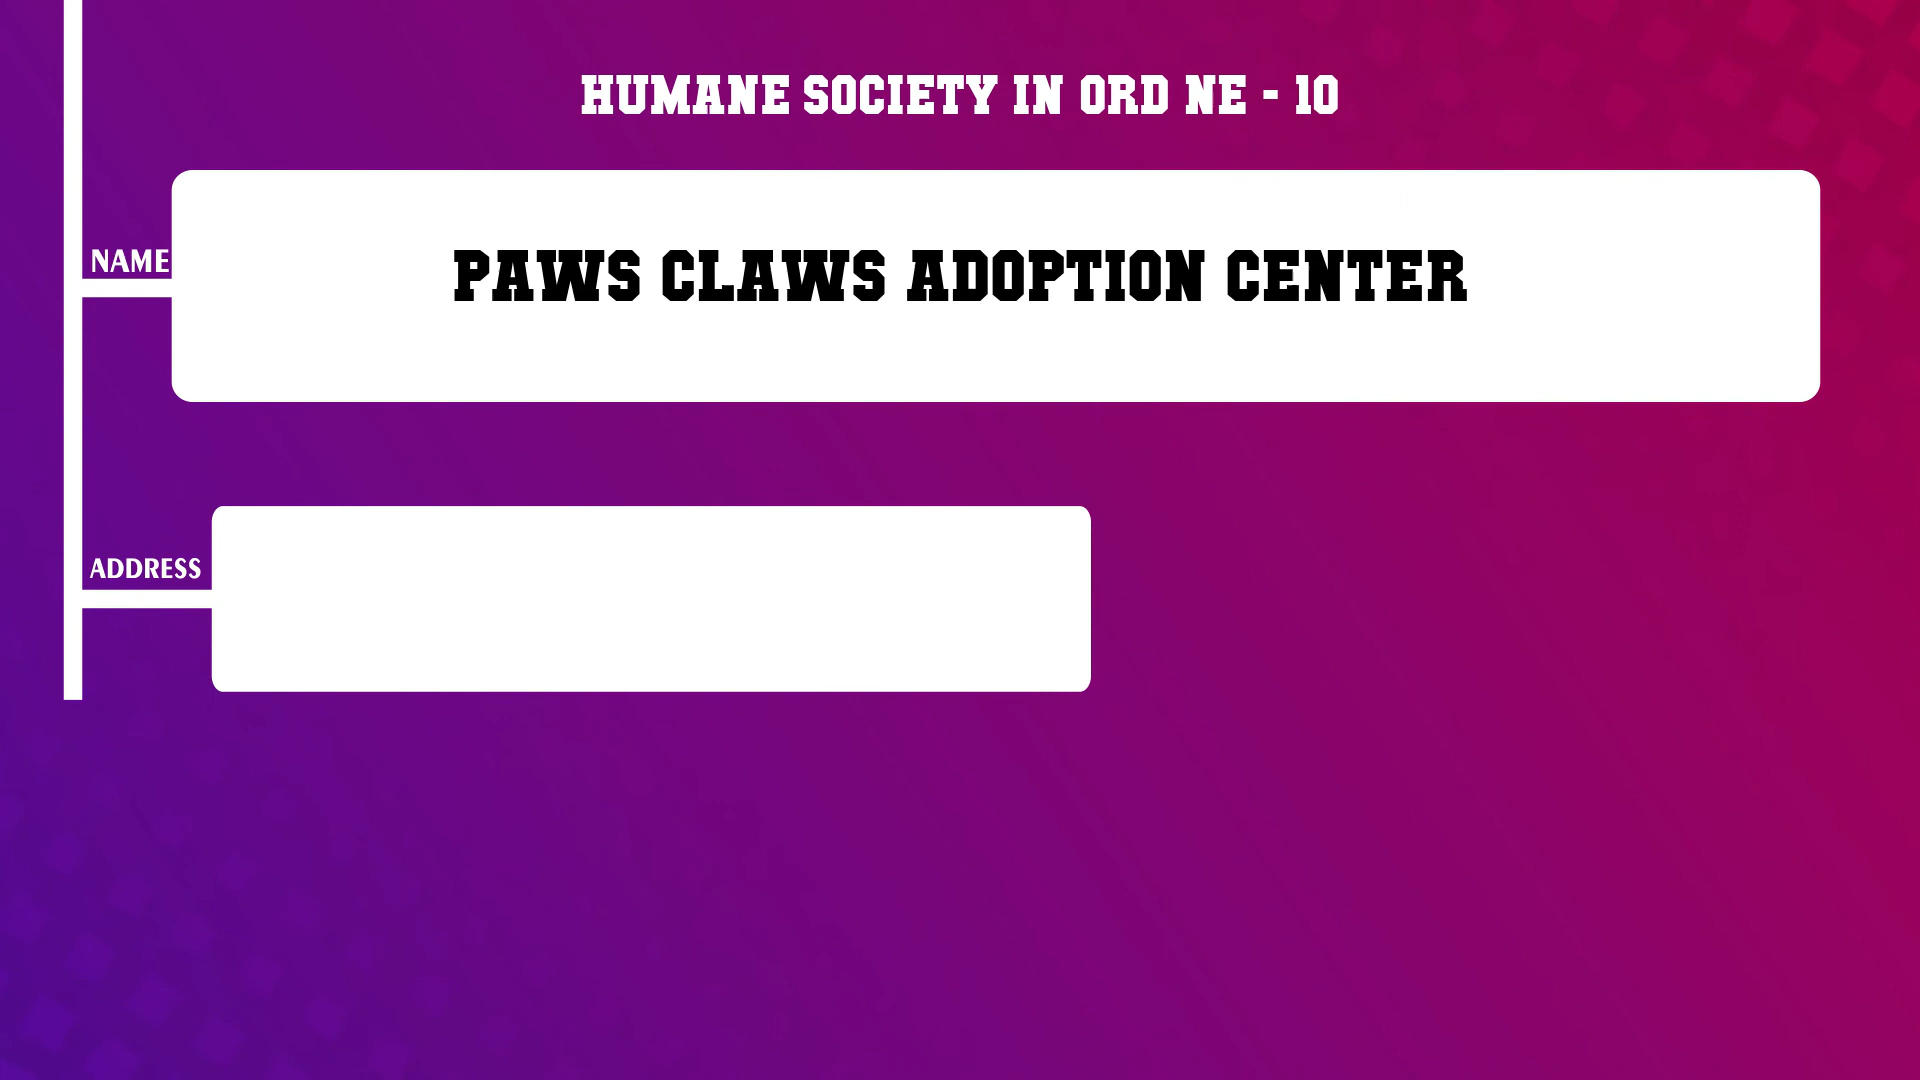 HUMANE SOCIETY IN ORD NE - 10
NAME
PAWS CLAWS ADOPTION CENTER
ADDRESS